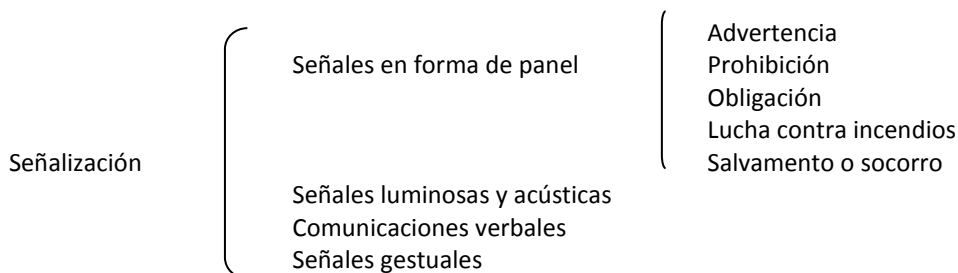 Señalización
Señales en forma de panel
Advertencia
Prohibición
Obligación
Lucha contra incendios
Salvamento o socorro
Señales luminosas y acústicas
Comunicaciones verbales
Señales gestuales